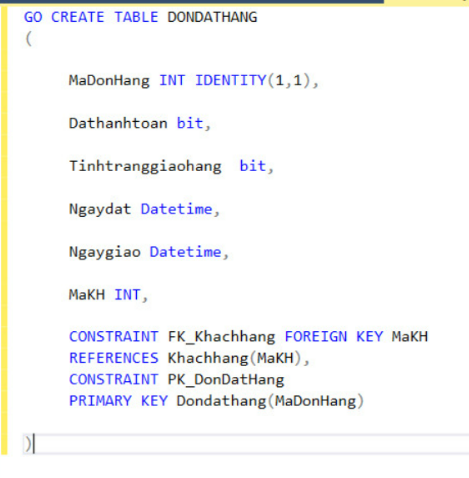 GO CREATE TABLE DONDATHANG
(
MaDonHang INT IDENTITY(1,1),
Dathanhtoan bit,
Tinhtranggiaohang  bit,
Ngaydat Datetime,
Ngaygiao Datetime,
MaKH INT,
CONSTRAINT FK_Khachhang FOREIGN KEY MaKH
REFERENCES Khachhang(MaKH),
CONSTRAINT PK_DonDatHang
PRIMARY KEY Dondathang(MaDonHang)
)